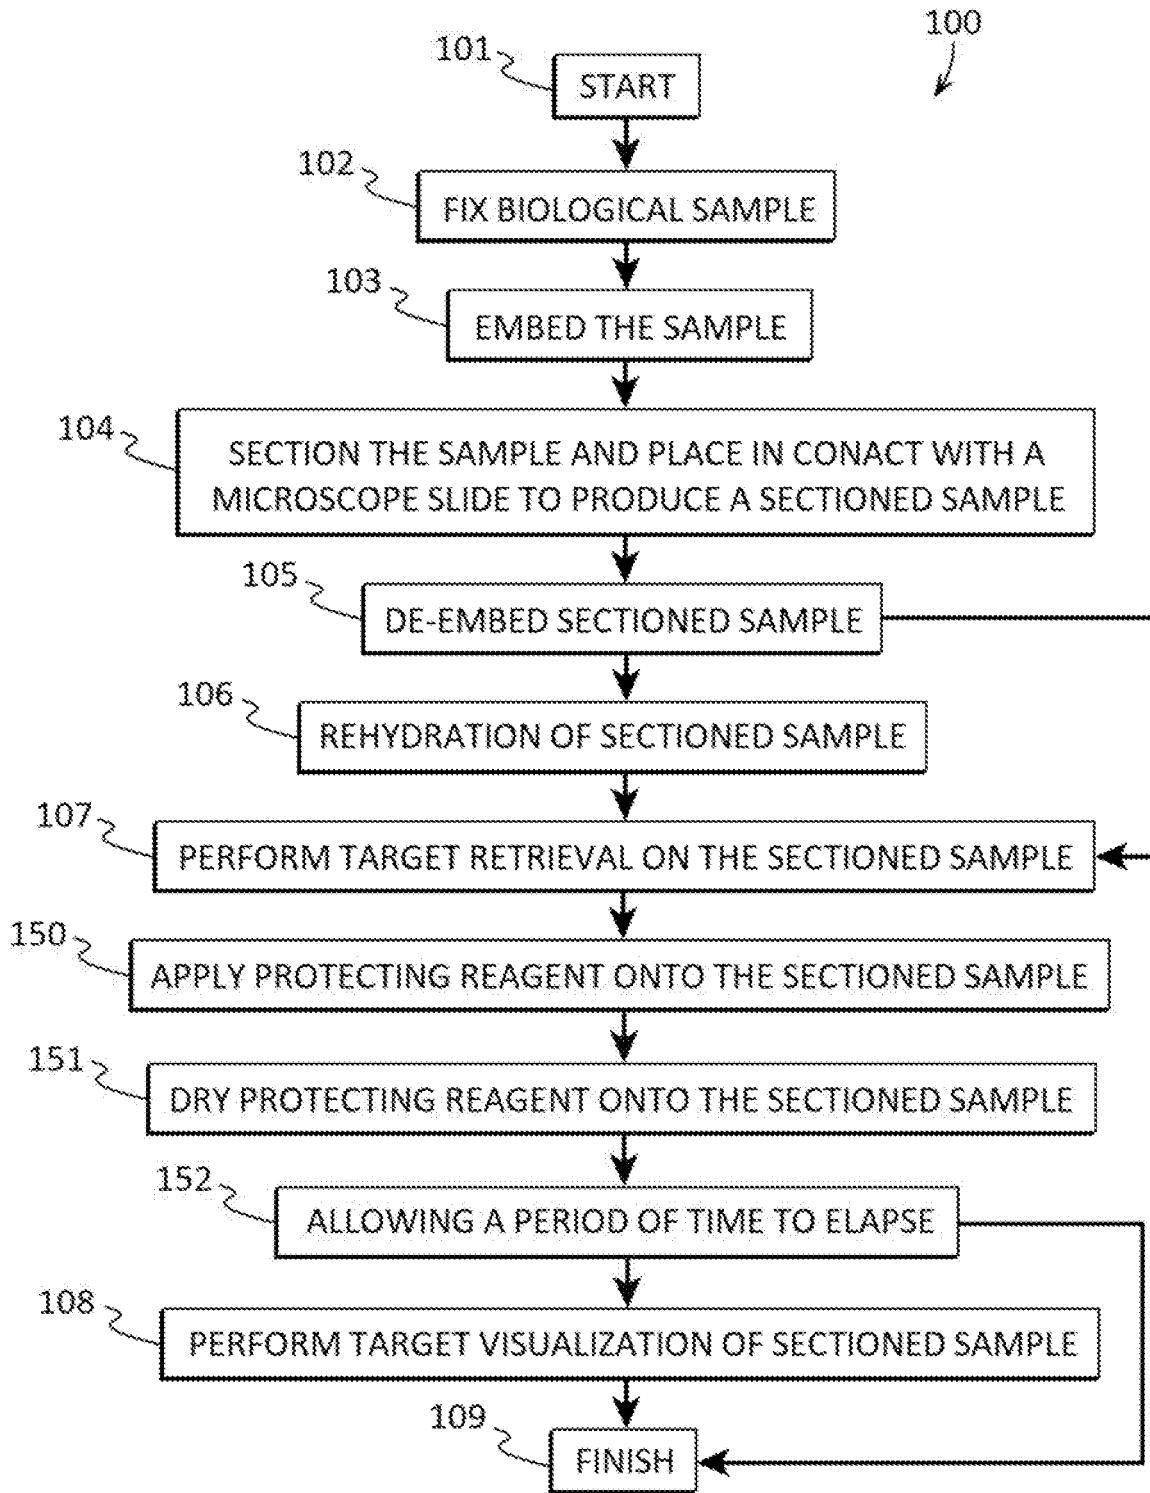 100
101
START
102
FIX BIOLOGICAL SAMPLE
103
EMBED THE SAMPLE
104
SECTION THE SAMPLE AND PLACE IN CONACT WITH A
MICROSCOPE SLIDE TO PRODUCE A SECTIONED SAMPLE
105
DE-EMBED SECTIONED SAMPLE
106
REHYDRATION OF SECTIONED SAMPLE
107
PERFORM TARGET RETRIEVAL ON THE SECTIONED SAMPLE
150
APPLY PROTECTING REAGENT ONTO THE SECTIONED SAMPLE
151
DRY PROTECTING REAGENT ONTO THE SECTIONED SAMPLE
152
ALLOWING A PERIOD OF TIME TO ELAPSE
108
PERFORM TARGET VISUALIZATION OF SECTIONED SAMPLE
109
FINISH